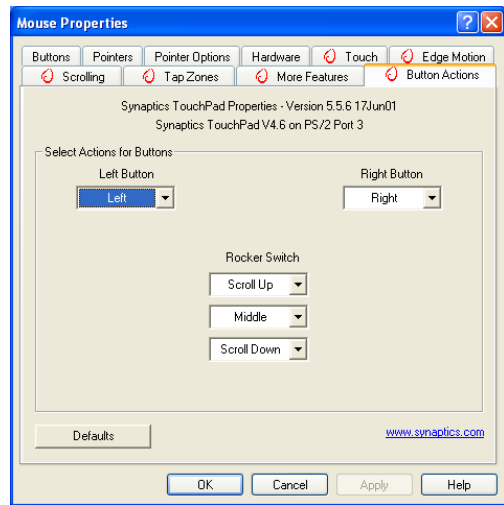 Mouse Properties
Buttons Pointers Pointer Options Hardware Touch Edge Motion
Scrolling Tap Zones More Features Button Actions
Synaptics TouchPad Properties - Version 5.5.6 17Jun01
Synaptics TouchPad V4.6 on PS/2 Port 3
Select Actions for Buttons
Left Button Right Button
Left Right
Rocker Switch
Scroll Up
Middle
Scroll Down
Defaults www.synaptics.com
OK Cancel Apply Help